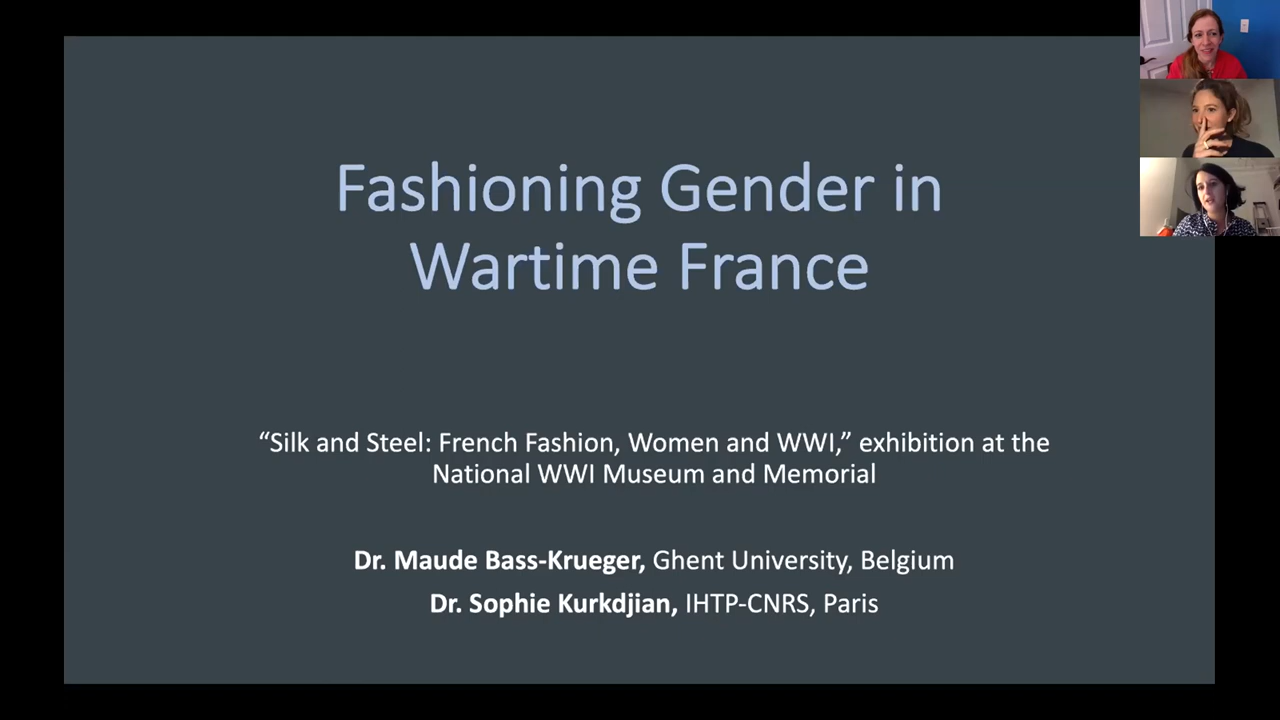 Fashioning Gender in
Wartime France
“Silk and Steel: French Fashion, Women and WWI,” exhibition at the
National WWI Museum and Memorial
Dr. Maude Bass-Krueger, Ghent University, Belgium
Dr. Sophie Kurkdjian, IHTP-CNRS, Paris